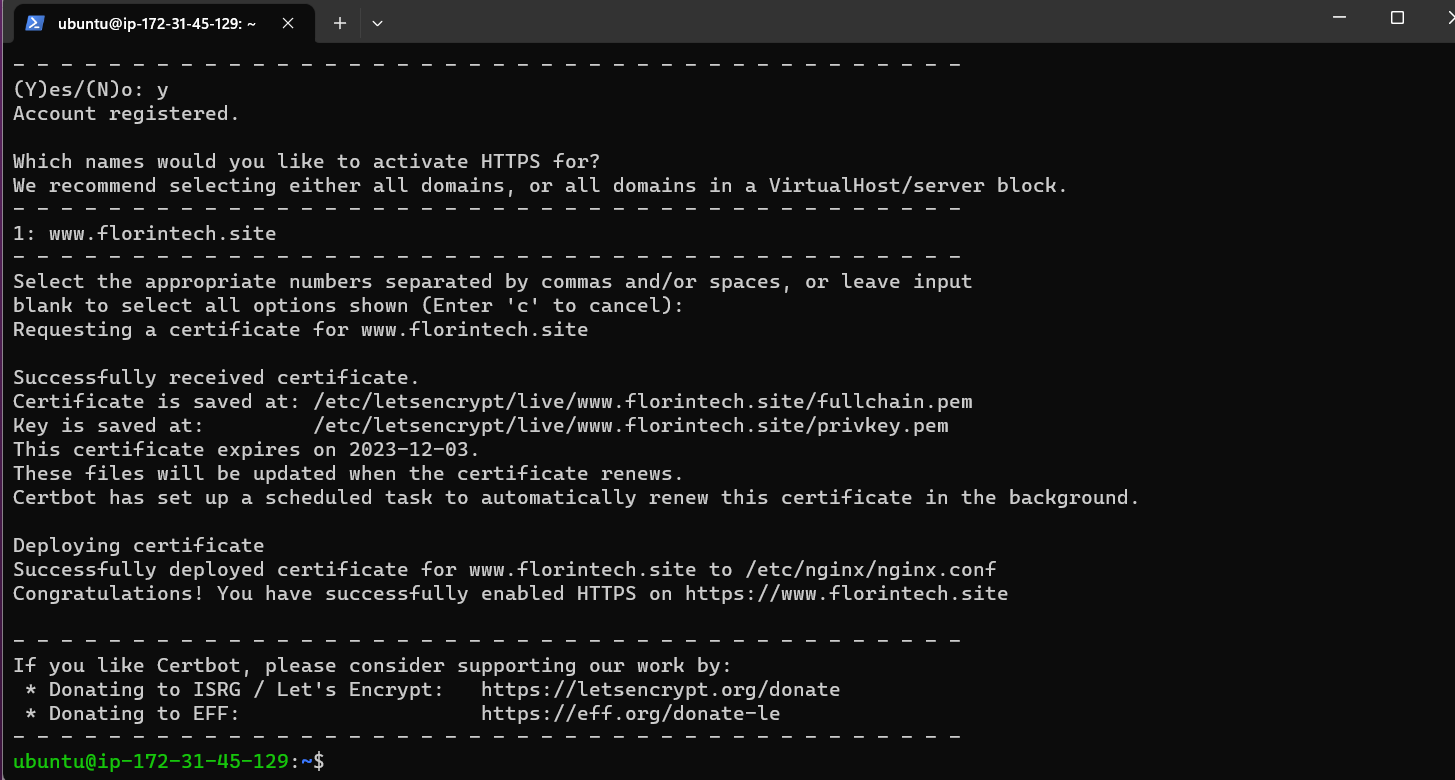 ubuntu@ip-172-31-45-129: ~
- - - - - - - - - - - - - - - - - - - - - - - - - - - - - - - - - - - - - - - -
(Y)es/(N)o: y
Account registered.
Which names would you like to activate HTTPS for?
We recommend selecting either all domains, or all domains in a VirtualHost/server block.
- - - - - - - - - - - - - - - - - - - - - - - - - - - - - - - - - - - - - - - -
1: www.florintech.site
- - - - - - - - - - - - - - - - - - - - - - - - - - - - - - - - - - - - - - - -
Select the appropriate numbers separated by commas and/or spaces, or leave input
blank to select all options shown (Enter 'c' to cancel):
Requesting a certificate for www.florintech.site
Successfully received certificate.
Certificate is saved at: /etc/letsencrypt/live/www.florintech.site/fullchain.pem
Key is saved at:         /etc/letsencrypt/live/www.florintech.site/privkey.pem
This certificate expires on 2023-12-03.
These files will be updated when the certificate renews.
Certbot has set up a scheduled task to automatically renew this certificate in the background.
Deploying certificate
Successfully deployed certificate for www.florintech.site to /etc/nginx/nginx.conf
Congratulations! You have successfully enabled HTTPS on https://www.florintech.site
- - - - - - - - - - - - - - - - - - - - - - - - - - - - - - - - - - - - - - - -
If you like Certbot, please consider supporting our work by:
 * Donating to ISRG / Let's Encrypt:   https://letsencrypt.org/donate
 * Donating to EFF:                    https://eff.org/donate-le
- - - - - - - - - - - - - - - - - - - - - - - - - - - - - - - - - - - - - - - -
ubuntu@ip-172-31-45-129:~$